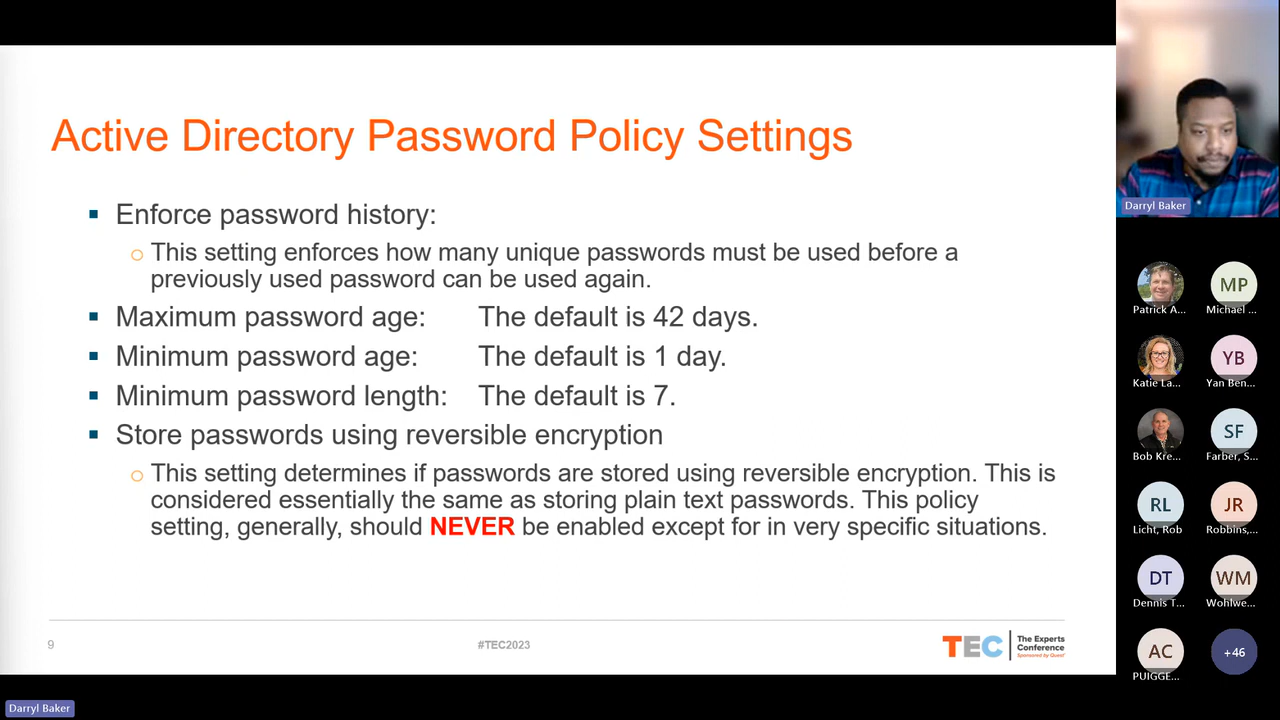 Active Directory Password Policy Settings
Enforce password history:
This setting enforces how many unique passwords must be used before a
previously used password can be used again.
Maximum password age: The default is 42 days.
Minimum password age: The default is 1 day.
Minimum password length: The default is 7.
Store passwords using reversible encryption
This setting determines if passwords are stored using reversible encryption. This is
considered essentially the same as storing plain text passwords. This policy
setting, generally, should NEVER be enabled except for in very specific situations.
9
#TEC2023
TEC
The Experts
Conference
Sponsored by Quest
Darryl Baker
Patrick A...
MP
Michael ...
Katie La...
YB
Yan Ben...
Bob Kre...
SF
Farber, S...
RL
Licht, Rob
JR
Robbins,...
DT
Dennis T...
WM
Wohlwe...
AC
PUIGGE...
+46
Darryl Baker